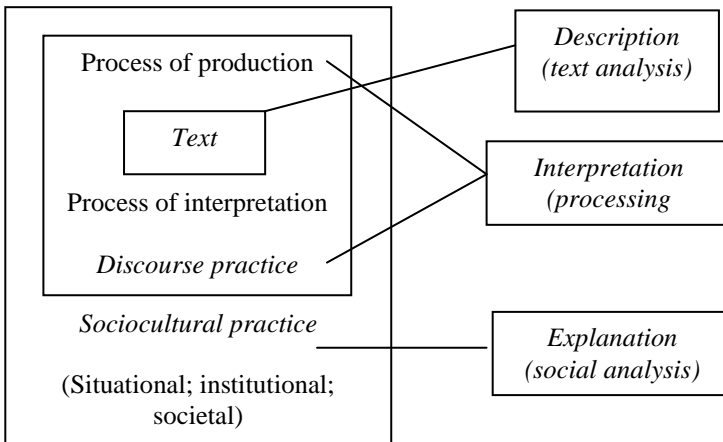 Process of production
Text
Process of interpretation
Discourse practice
Sociocultural practice
(Situational; institutional;
societal)
Description
(text analysis)
Interpretation
(processing
Explanation
(social analysis)